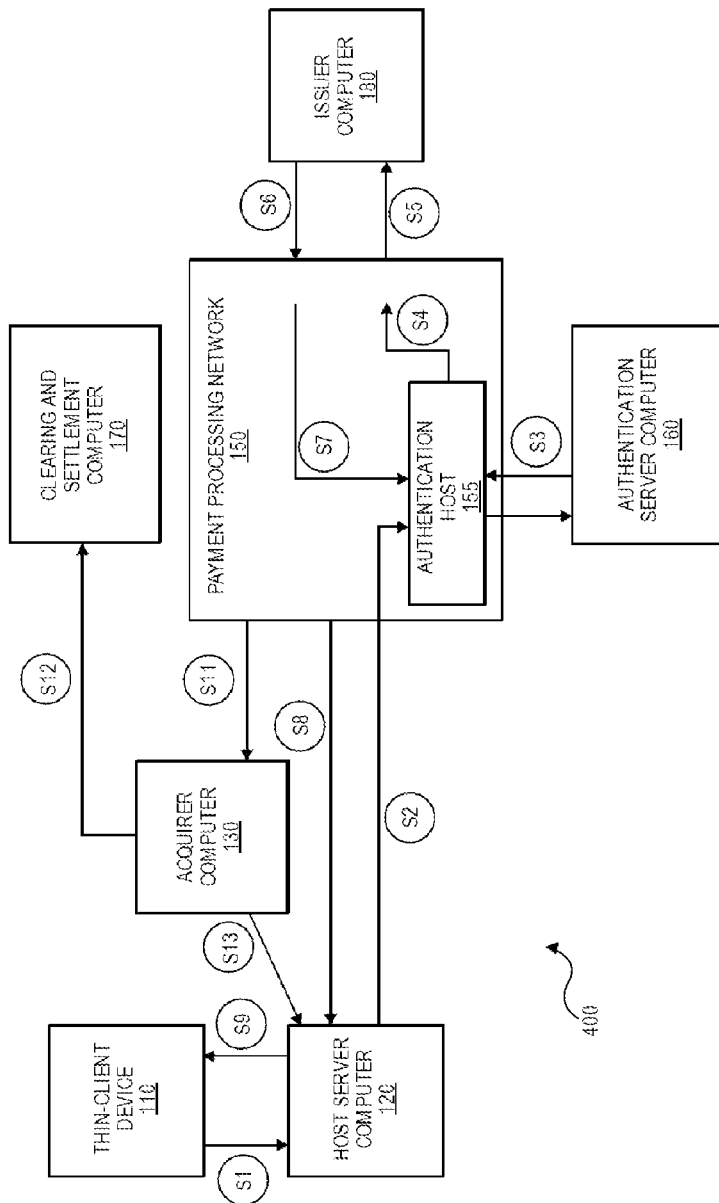 THIN-CLIENT
DEVICE
110
S1
S9
HOST SERVER
COMPUTER
120
S13
ACQUIRER
COMPUTER
130
S12
CLEARING AND
SETTLEMENT
COMPUTER
170
S11
S8
S2
PAYMENT PROCESSING NETWORK
150
S7
S4
AUTHENTICATION
HOST
155
S3
AUTHENTICATION
SERVER COMPUTER
160
S6
S5
ISSUER
COMPUTER
180
400